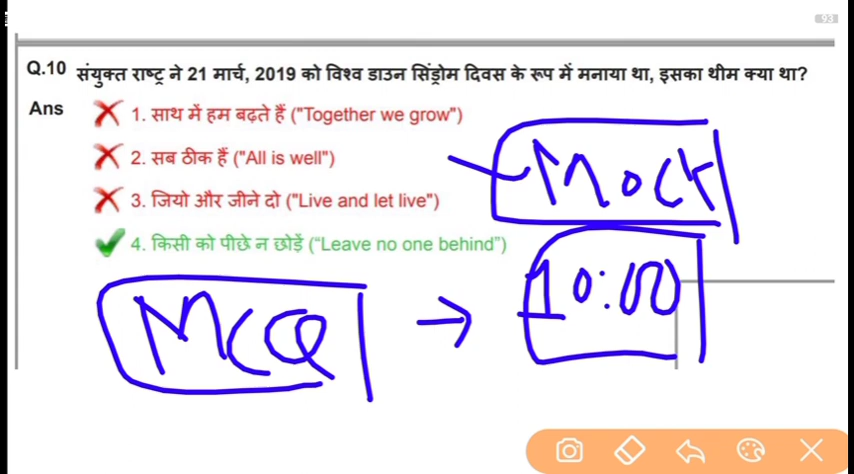 93
Q.10 संयुक्त राष्ट्र ने 21 मार्च, 2019 को विश्व डाउन सिंड्रोम दिवस के रूप में मनाया था, इसका थीम क्या था?
Ans 1. साथ में हम बढ़ते हैं ("Together we grow")
2. सब ठीक हैं ("All is well")
3. जियो और जीने दो ("Live and let live")
4. किसी को पीछे न छोड़ें (“Leave no one behind”)
Mock
MCQ → 10:00